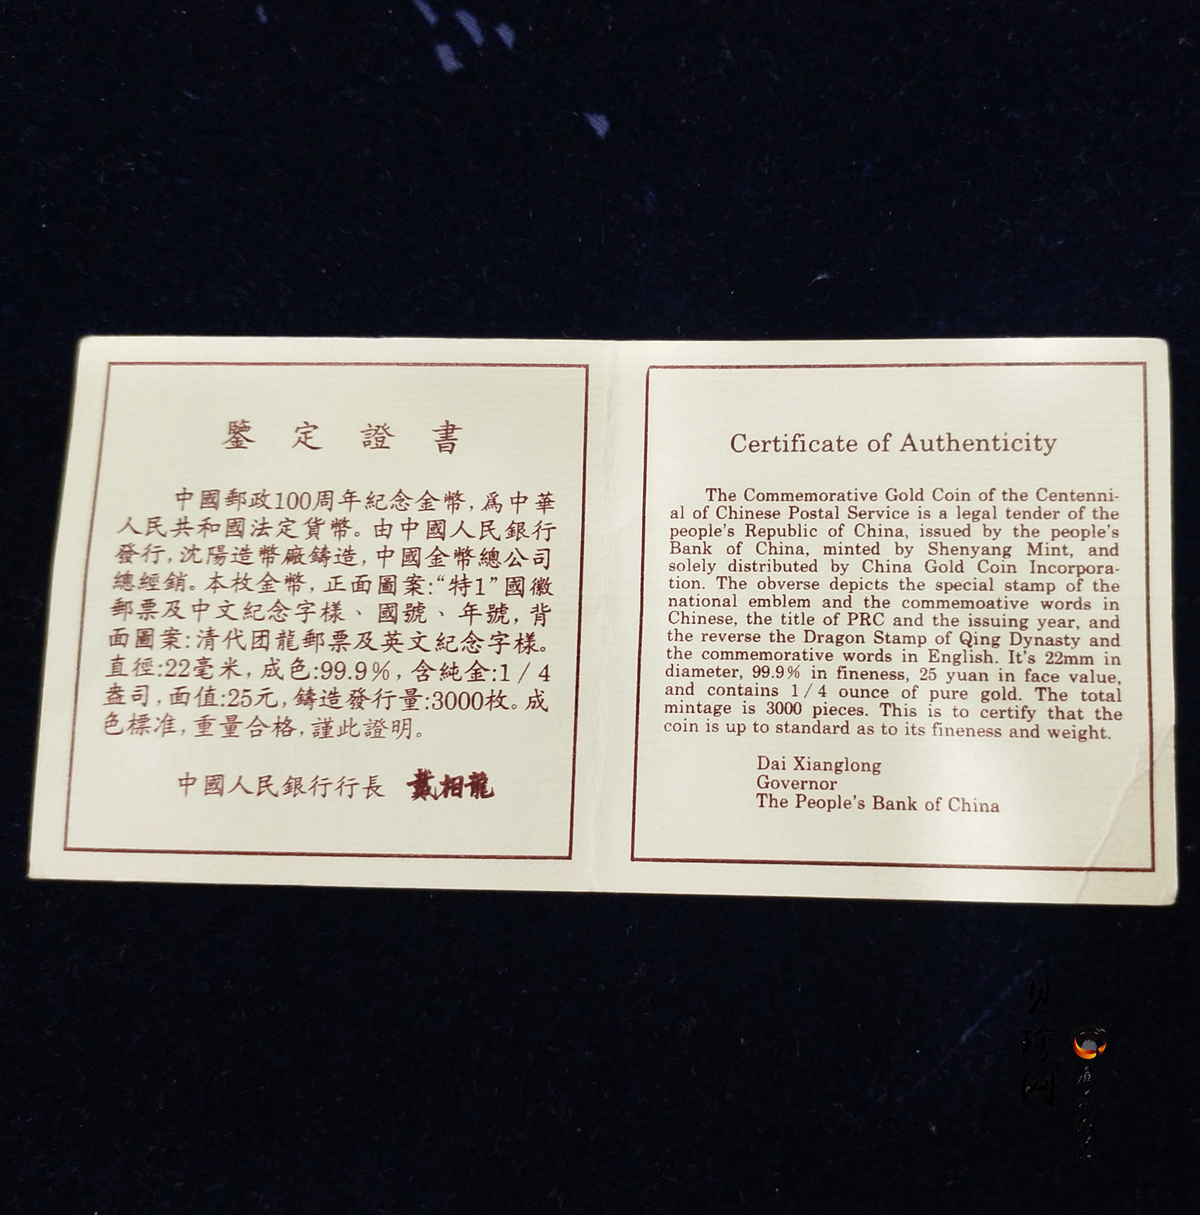 鑒定證書
中國郵政100周年紀念金幣,爲中華
人民共和國法定貨幣。由中國人民銀行
發行,沈陽造幣廠鑄造,中國金幣總公司
總經銷。本枚金幣,正面圖案:“特1”國徽
郵票及中文紀念字樣、國號、年號,背
面圖案:清代团龍郵票及英文紀念字樣。
直徑:22毫米,成色:99.9%,含純金:1/4
盎司,面值:25元,鑄造發行量:3000枚。成
色標准,重量合格,謹此證明。
中國人民銀行行長 戴相龍
Certificate of Authenticity
The Commemorative Gold Coin of the Centenni-
al of Chinese Postal Service is a legal tender of the
people's Republic of China, issued by the people's
Bank of China, minted by Shenyang Mint, and
solely distributed by China Gold Coin Incorpora-
tion. The obverse depicts the special stamp of the
national emblem and the commemoative words in
Chinese, the title of PRC and the issuing year, and
the reverse the Dragon Stamp of Qing Dynasty and
the commemorative words in English. It's 22mm in
diameter, 99.9% in fineness, 25 yuan in face value,
and contains 1/4 ounce of pure gold. The total
mintage is 3000 pieces. This is to certify that the
coin is up to standard as to its fineness and weight.
Dai Xianglong
Governor
The People's Bank of China
贝珍网